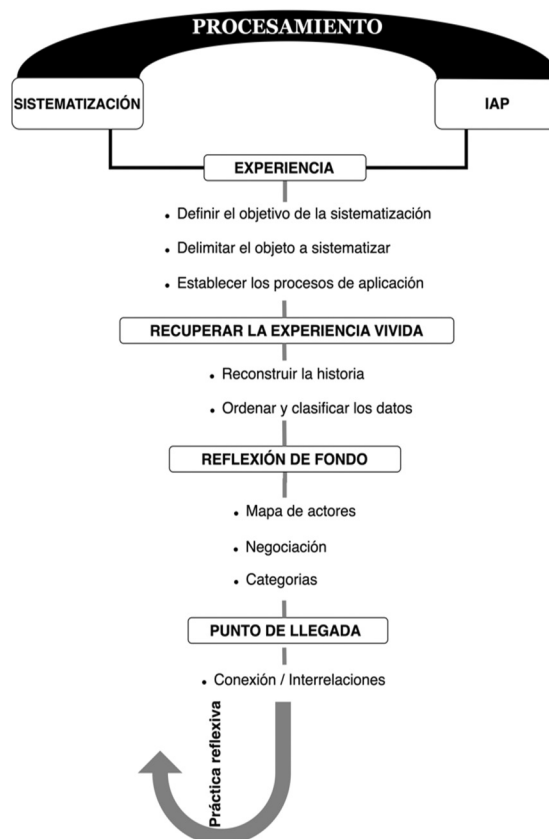 PROCESAMIENTO
SISTEMATIZACIÓN
IAP
EXPERIENCIA
• Definir el objetivo de la sistematización
• Delimitar el objeto a sistematizar
• Establecer los procesos de aplicación
RECUPERAR LA EXPERIENCIA VIVIDA
• Reconstruir la historia
• Ordenar y clasificar los datos
REFLEXIÓN DE FONDO
• Mapa de actores
• Negociación
• Categorias
PUNTO DE LLEGADA
• Conexión / Interrelaciones
Práctica reflexiva